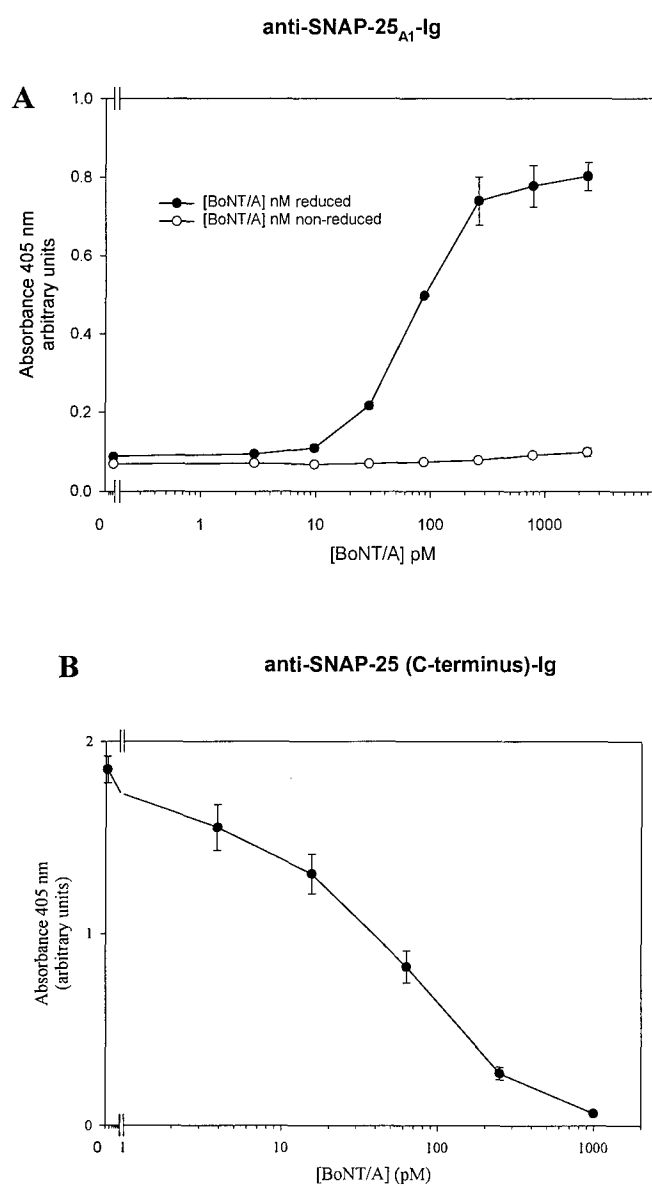 anti-SNAP-25A1-Ig
A
1.0
0.8
0.6
0.4
0.2
0.0
Absorbance 405 nm
arbitrary units
[BoNT/A] nM reduced
[BoNT/A] nM non-reduced
0 1 10 100 1000
[BoNT/A] pM
B
anti-SNAP-25 (C-terminus)-Ig
2
1
0
Absorbance 405 nm
(arbitrary units)
0 1 10 100 1000
[BoNT/A] (pM)